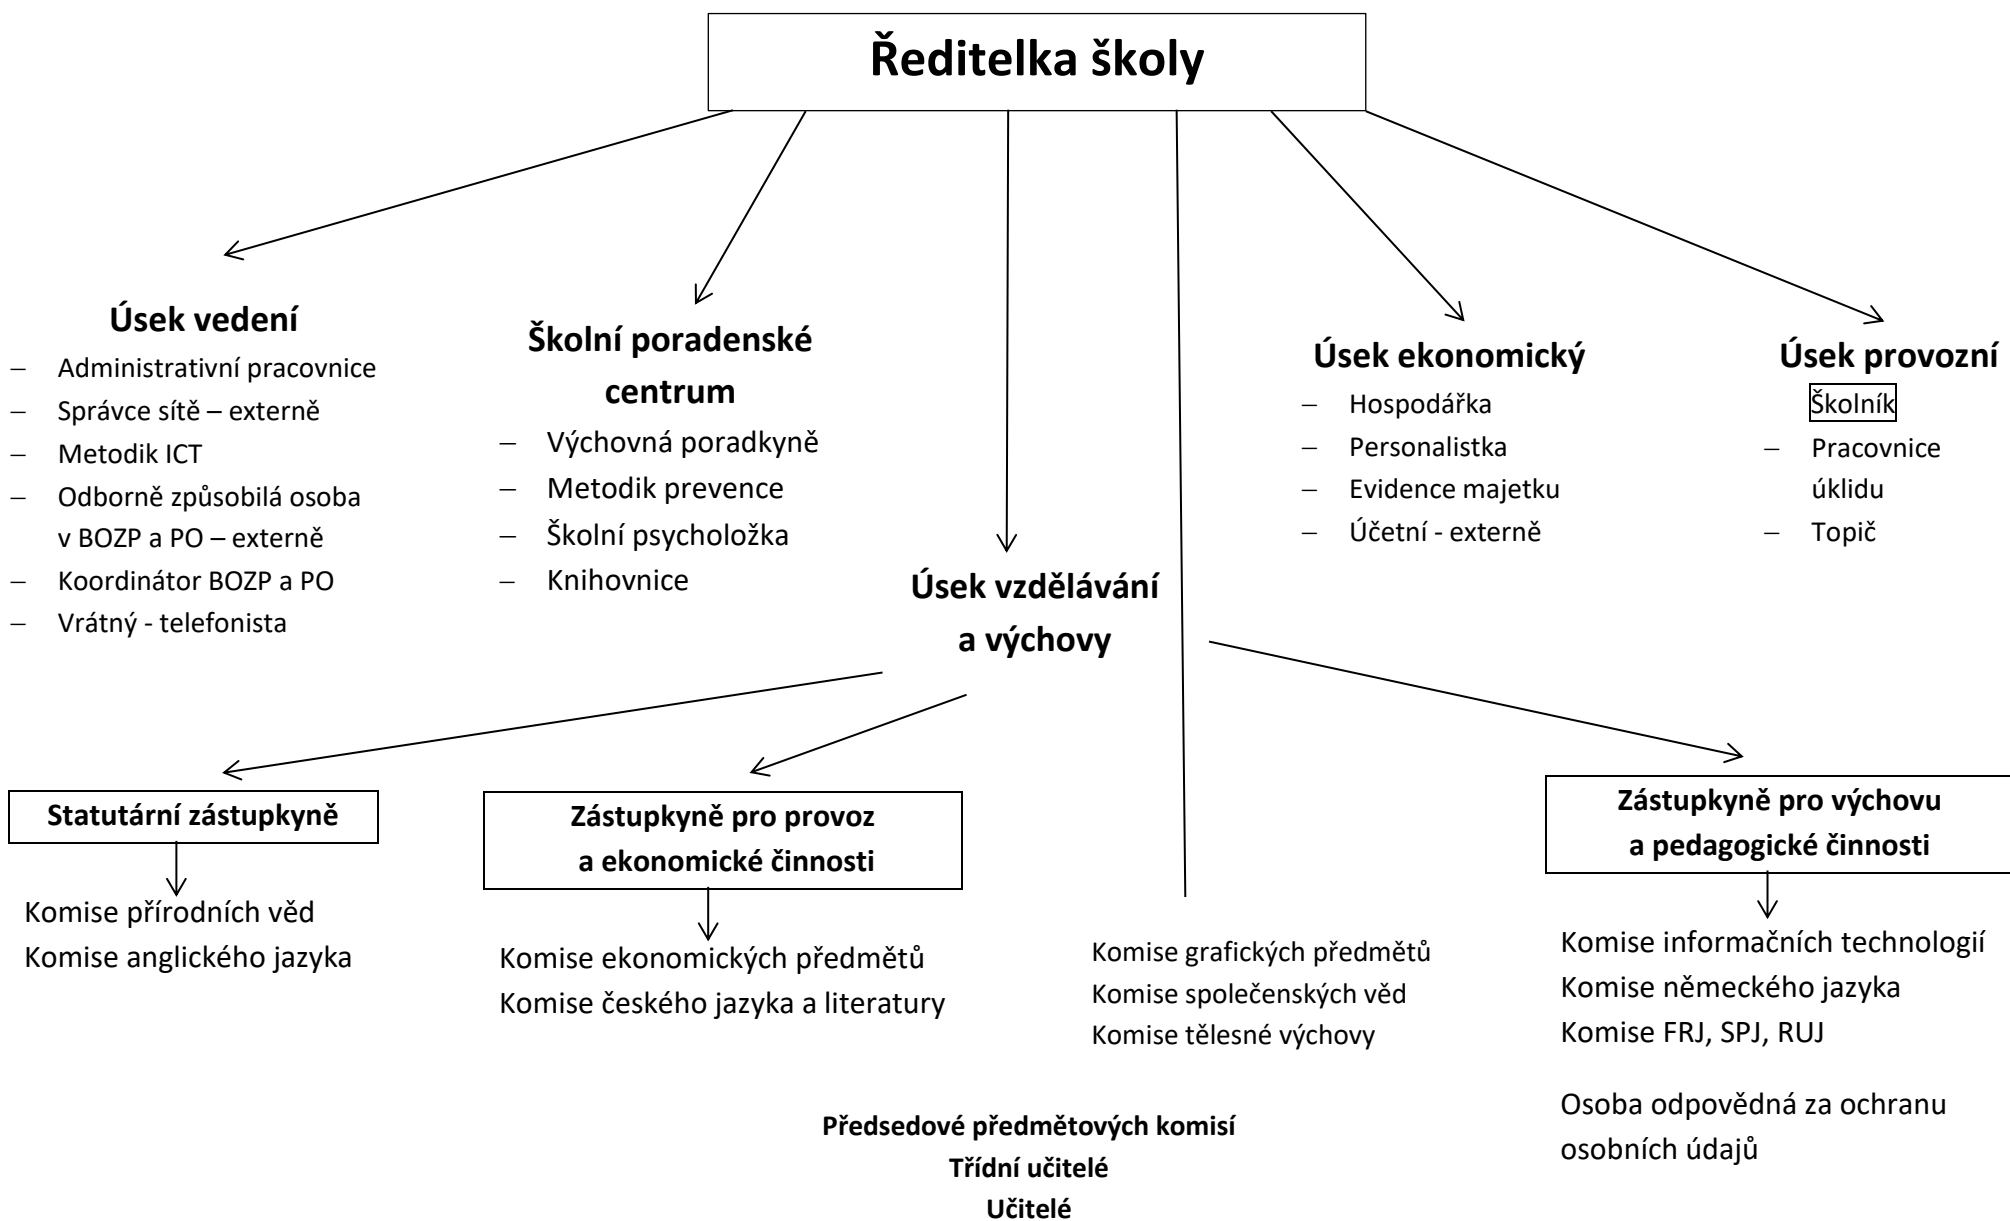 Ředitelka školy
Úsek vedení
– Administrativní pracovnice
– Správce sítě – externě
– Metodik ICT
– Odborně způsobilá osoba
v BOZP a PO – externě
– Koordinátor BOZP a PO
– Vrátný - telefonista
Školní poradenské
centrum
– Výchovná poradkyně
– Metodik prevence
– Školní psycholožka
– Knihovnice
Úsek vzdělávání
a výchovy
Úsek ekonomický
– Hospodářka
– Personalistka
– Evidence majetku
– Účetní - externě
Úsek provozní
Školník
– Pracovnice
úklidu
– Topič
Statutární zástupkyně
Komise přírodních věd
Komise anglického jazyka
Zástupkyně pro provoz
a ekonomické činnosti
Komise ekonomických předmětů
Komise českého jazyka a literatury
Komise grafických předmětů
Komise společenských věd
Komise tělesné výchovy
Zástupkyně pro výchovu
a pedagogické činnosti
Komise informačních technologií
Komise německého jazyka
Komise FRJ, SPJ, RUJ
Osoba odpovědná za ochranu
osobních údajů
Předsedové předmětových komisí
Třídní učitelé
Učitelé